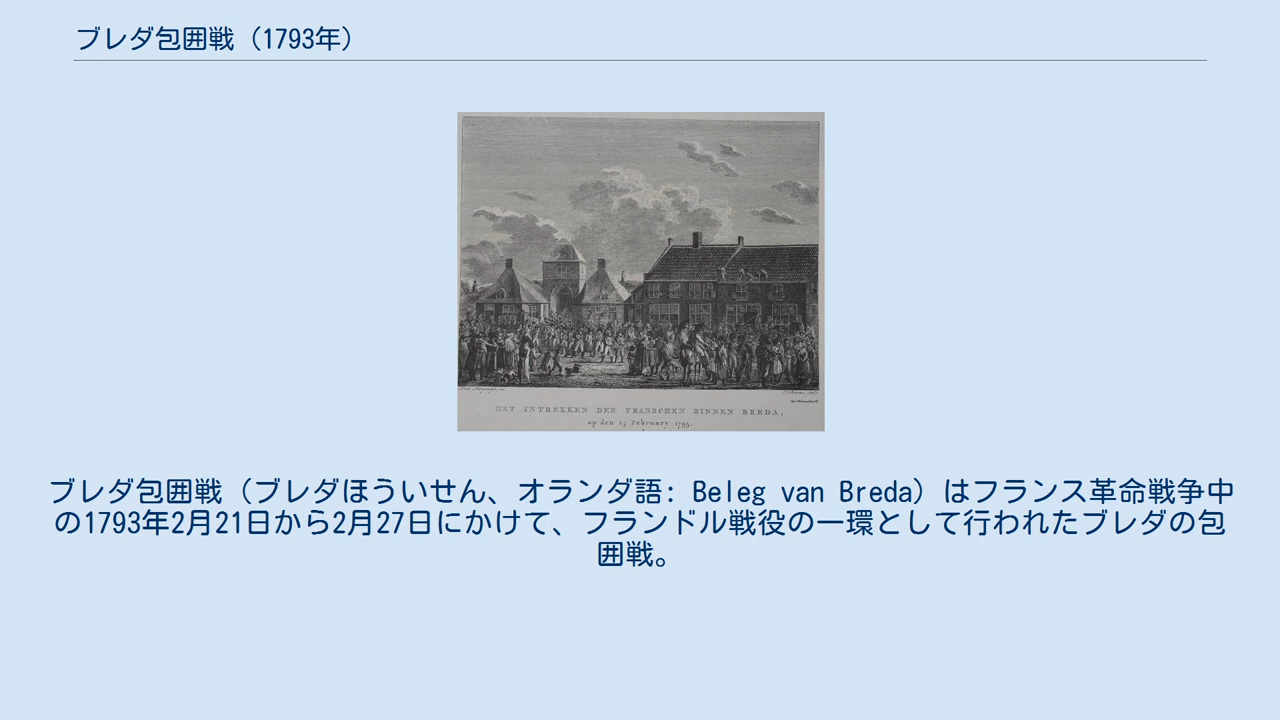 ブレダ包囲戦（1793年）
HET INTREKKEN DER FRANSCHEN BINNEN BREDA,
op den 25 February 1793.
ブレダ包囲戦（ブレダほういせん、オランダ語: Beleg van Breda）はフランス革命戦争中
の1793年2月21日から2月27日にかけて、フランドル戦役の一環として行われたブレダの包
囲戦。